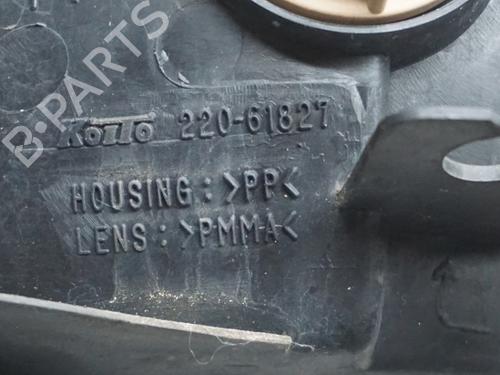 KOITO 220-61827
HOUSING: >PP<
LENS: >PMMA<
B-PARTS